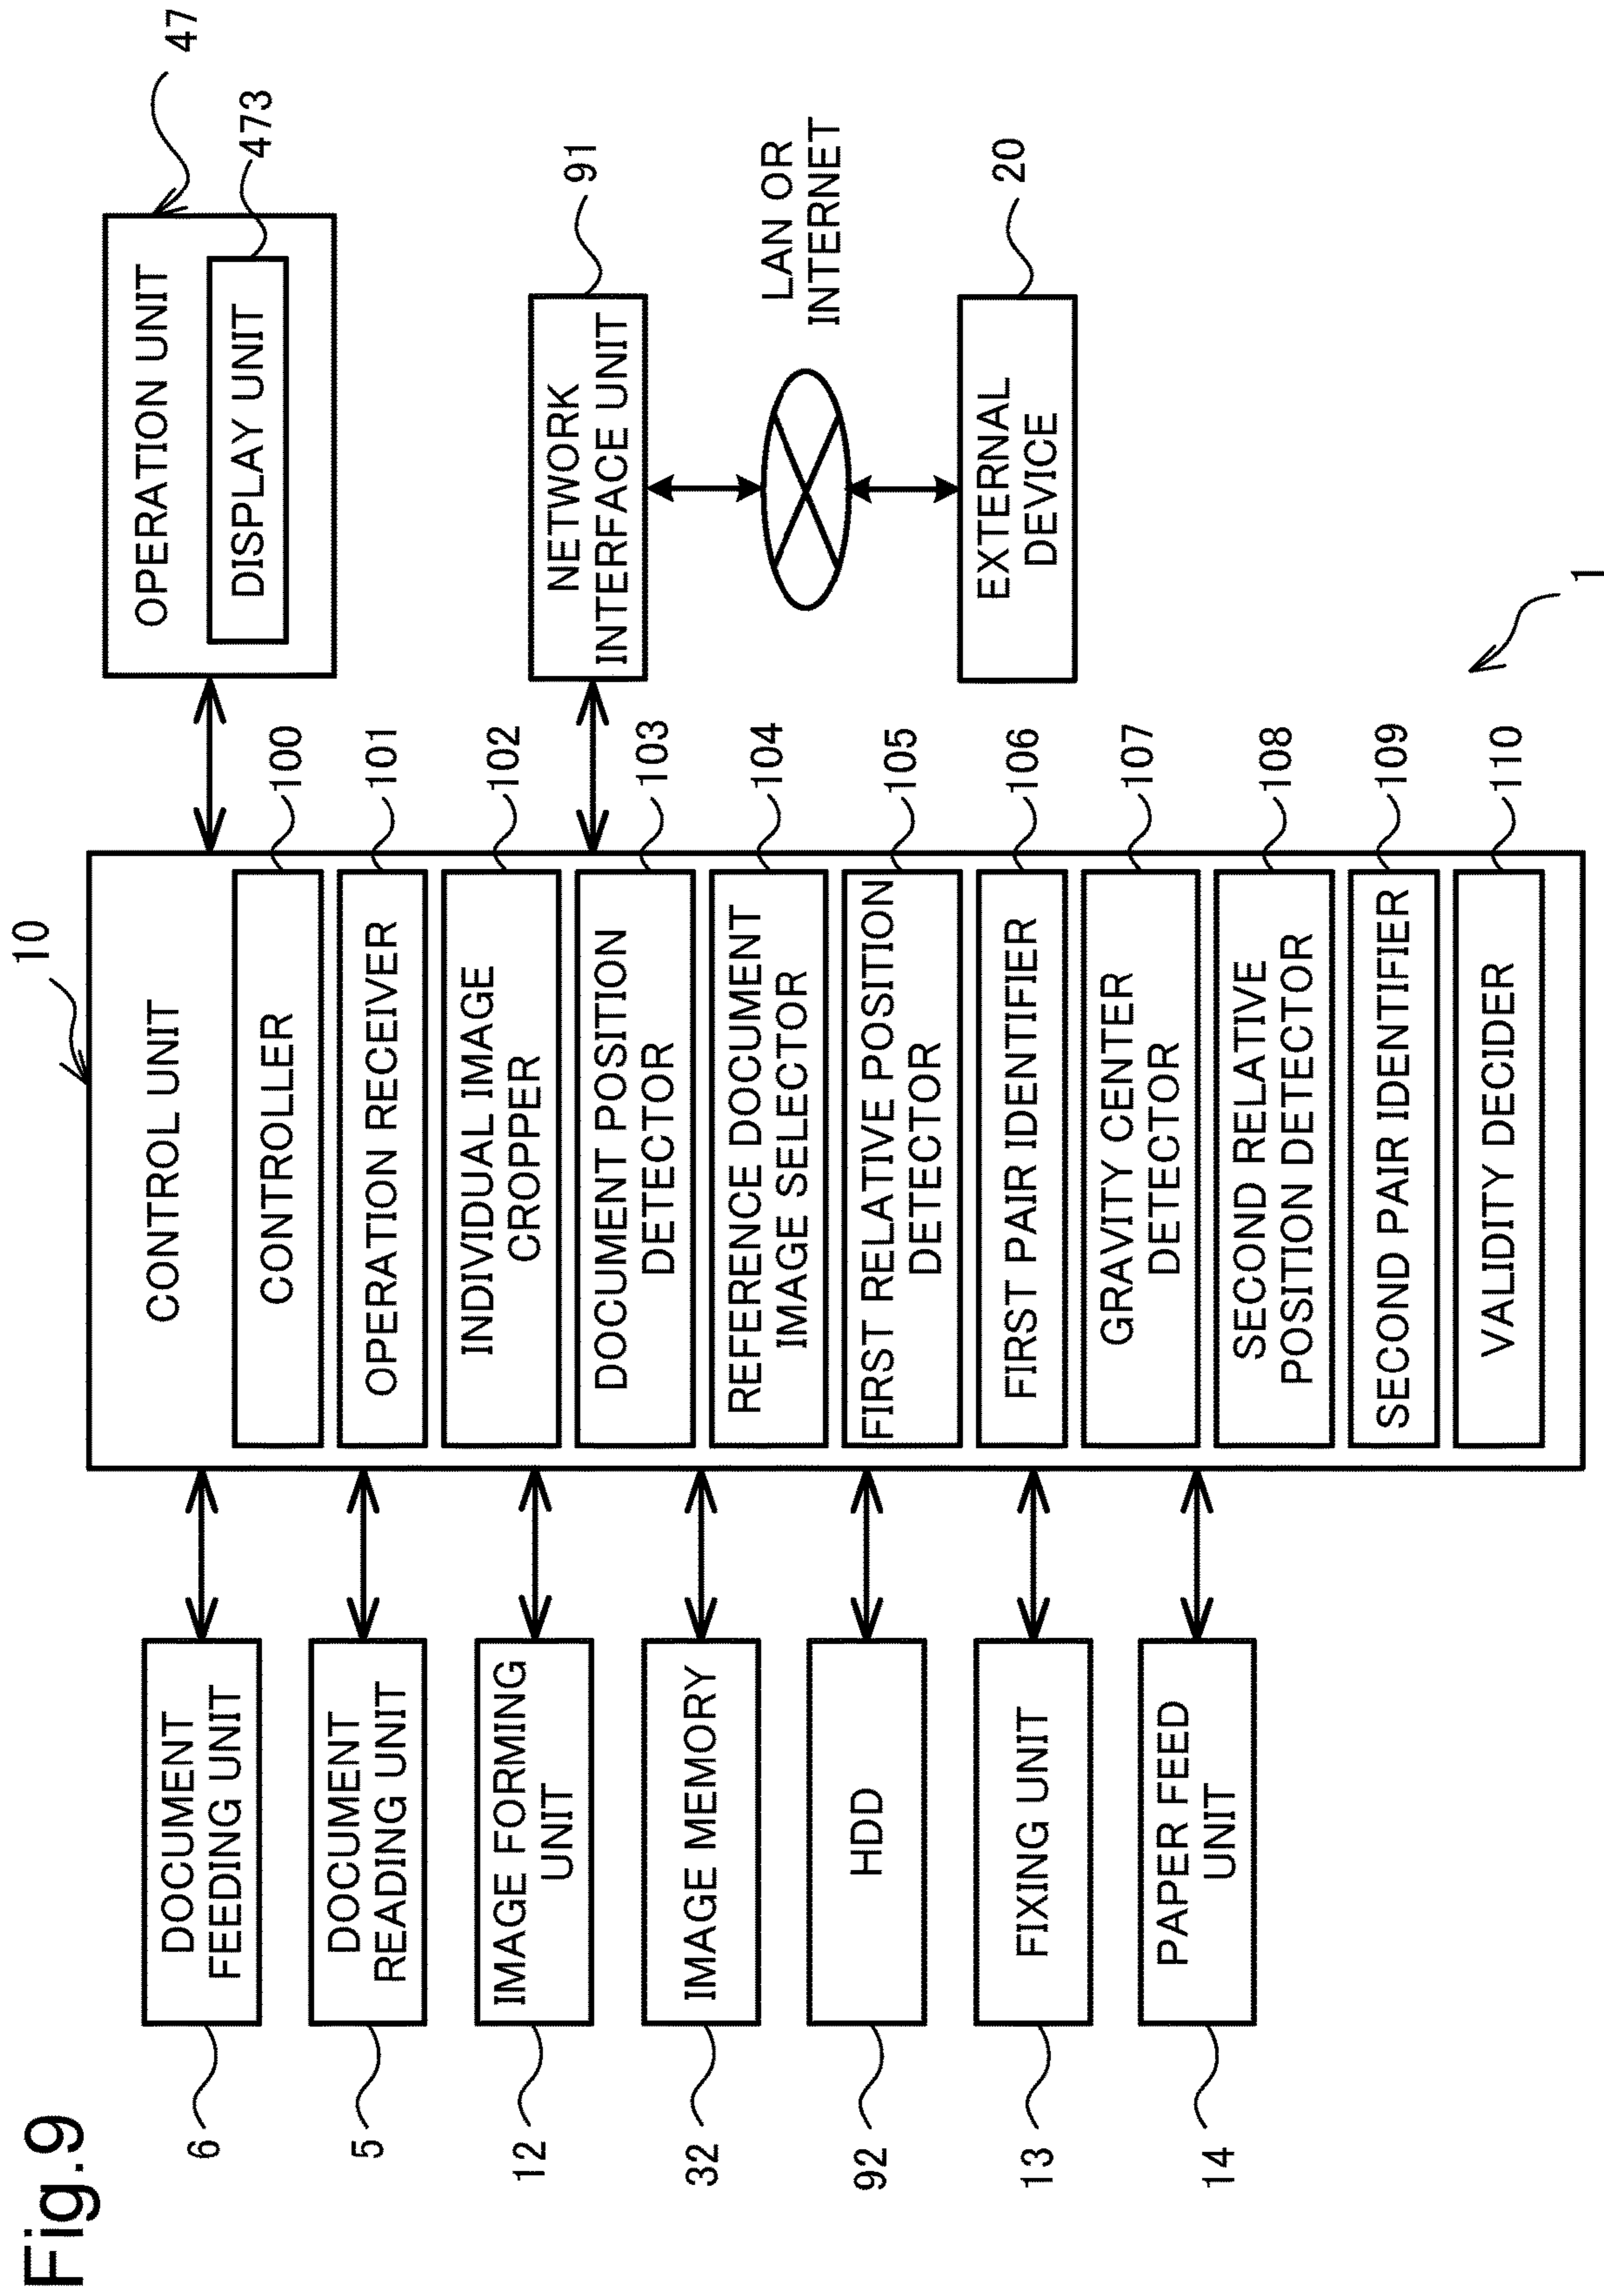 Fig.9
6
DOCUMENT
FEEDING UNIT
5
DOCUMENT
READING UNIT
12
IMAGE FORMING
UNIT
32
IMAGE MEMORY
92
HDD
13
FIXING UNIT
14
PAPER FEED
UNIT
10
CONTROL UNIT
CONTROLLER
100
OPERATION RECEIVER
101
INDIVIDUAL IMAGE
CROPPER
102
DOCUMENT POSITION
DETECTOR
103
REFERENCE DOCUMENT
IMAGE SELECTOR
104
FIRST RELATIVE POSITION
DETECTOR
105
FIRST PAIR IDENTIFIER
106
GRAVITY CENTER
DETECTOR
107
SECOND RELATIVE
POSITION DETECTOR
108
SECOND PAIR IDENTIFIER
109
VALIDITY DECIDER
110
47
OPERATION UNIT
DISPLAY UNIT
473
NETWORK
INTERFACE UNIT
91
LAN OR
INTERNET
EXTERNAL
DEVICE
20
1